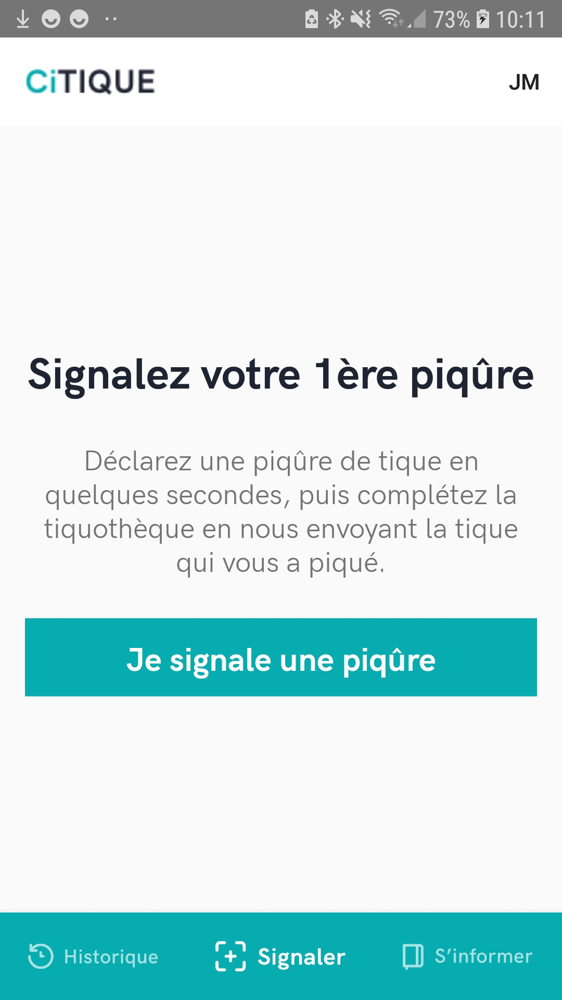 73% 10:11
CiTIQUE
JM
Signalez votre 1ère piqûre
Déclarez une piqûre de tique en
quelques secondes, puis complétez la
tiquothèque en nous envoyant la tique
qui vous a piqué.
Je signale une piqûre
Historique
Signaler
S'informer